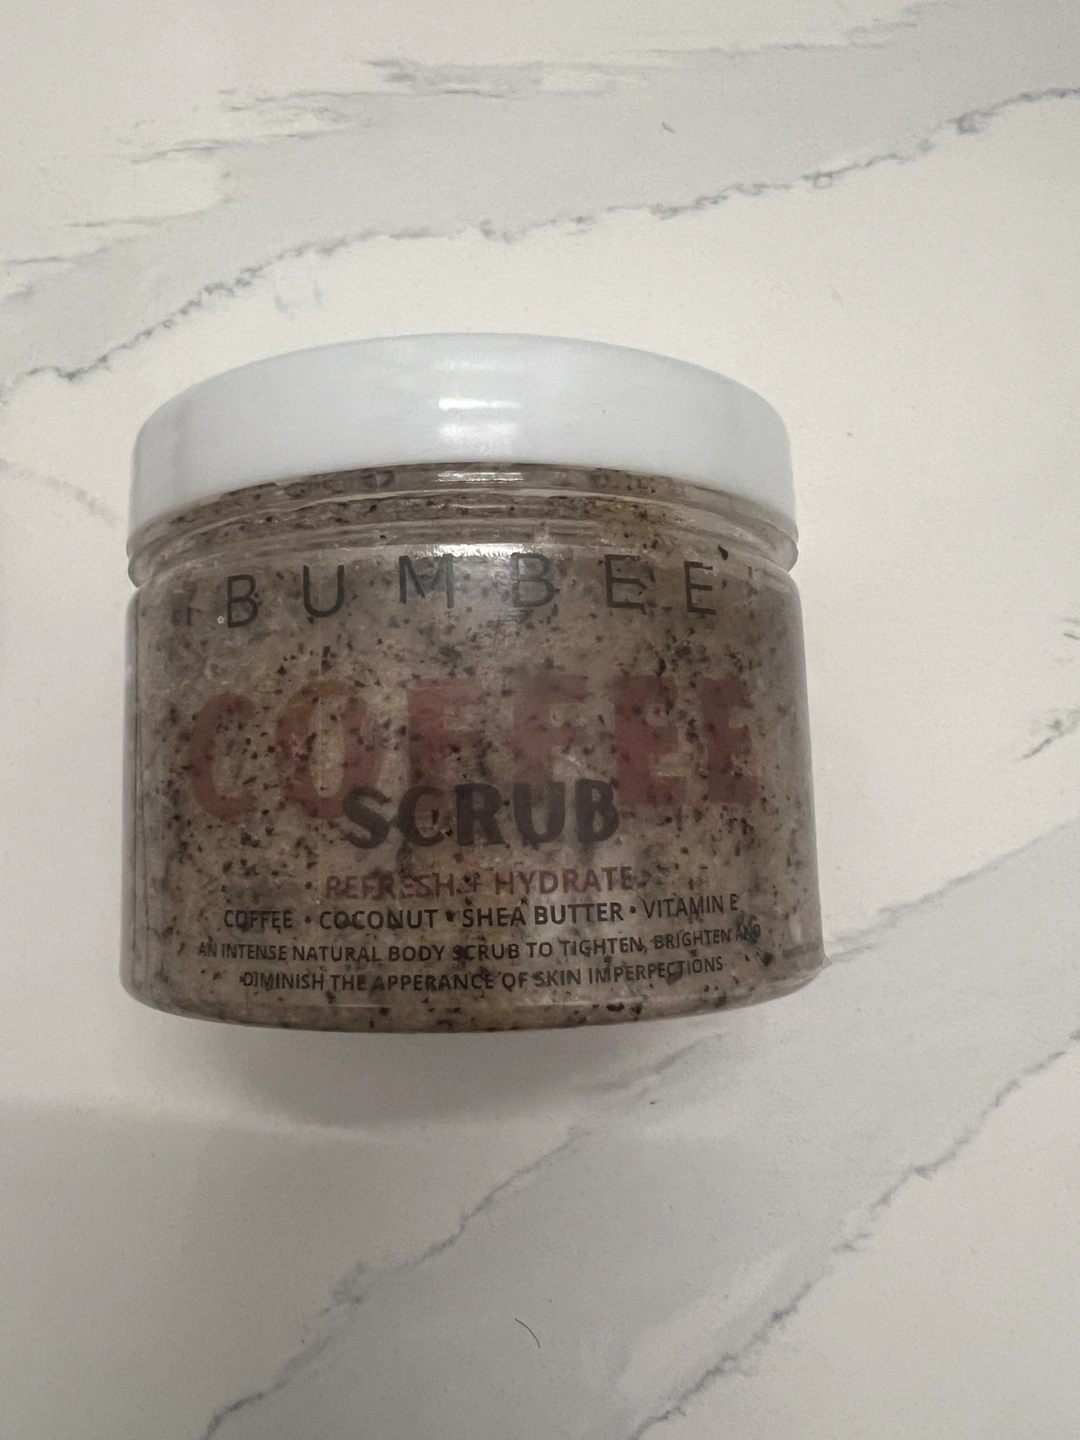 BUMBEE
COFFEE
SCRUB
REFRESH + HYDRATE
COFFEE • COCONUT • SHEA BUTTER • VITAMIN E
AN INTENSE NATURAL BODY SCRUB TO TIGHTEN, BRIGHTEN AND
DIMINISH THE APPERANCE OF SKIN IMPERPECTIONS